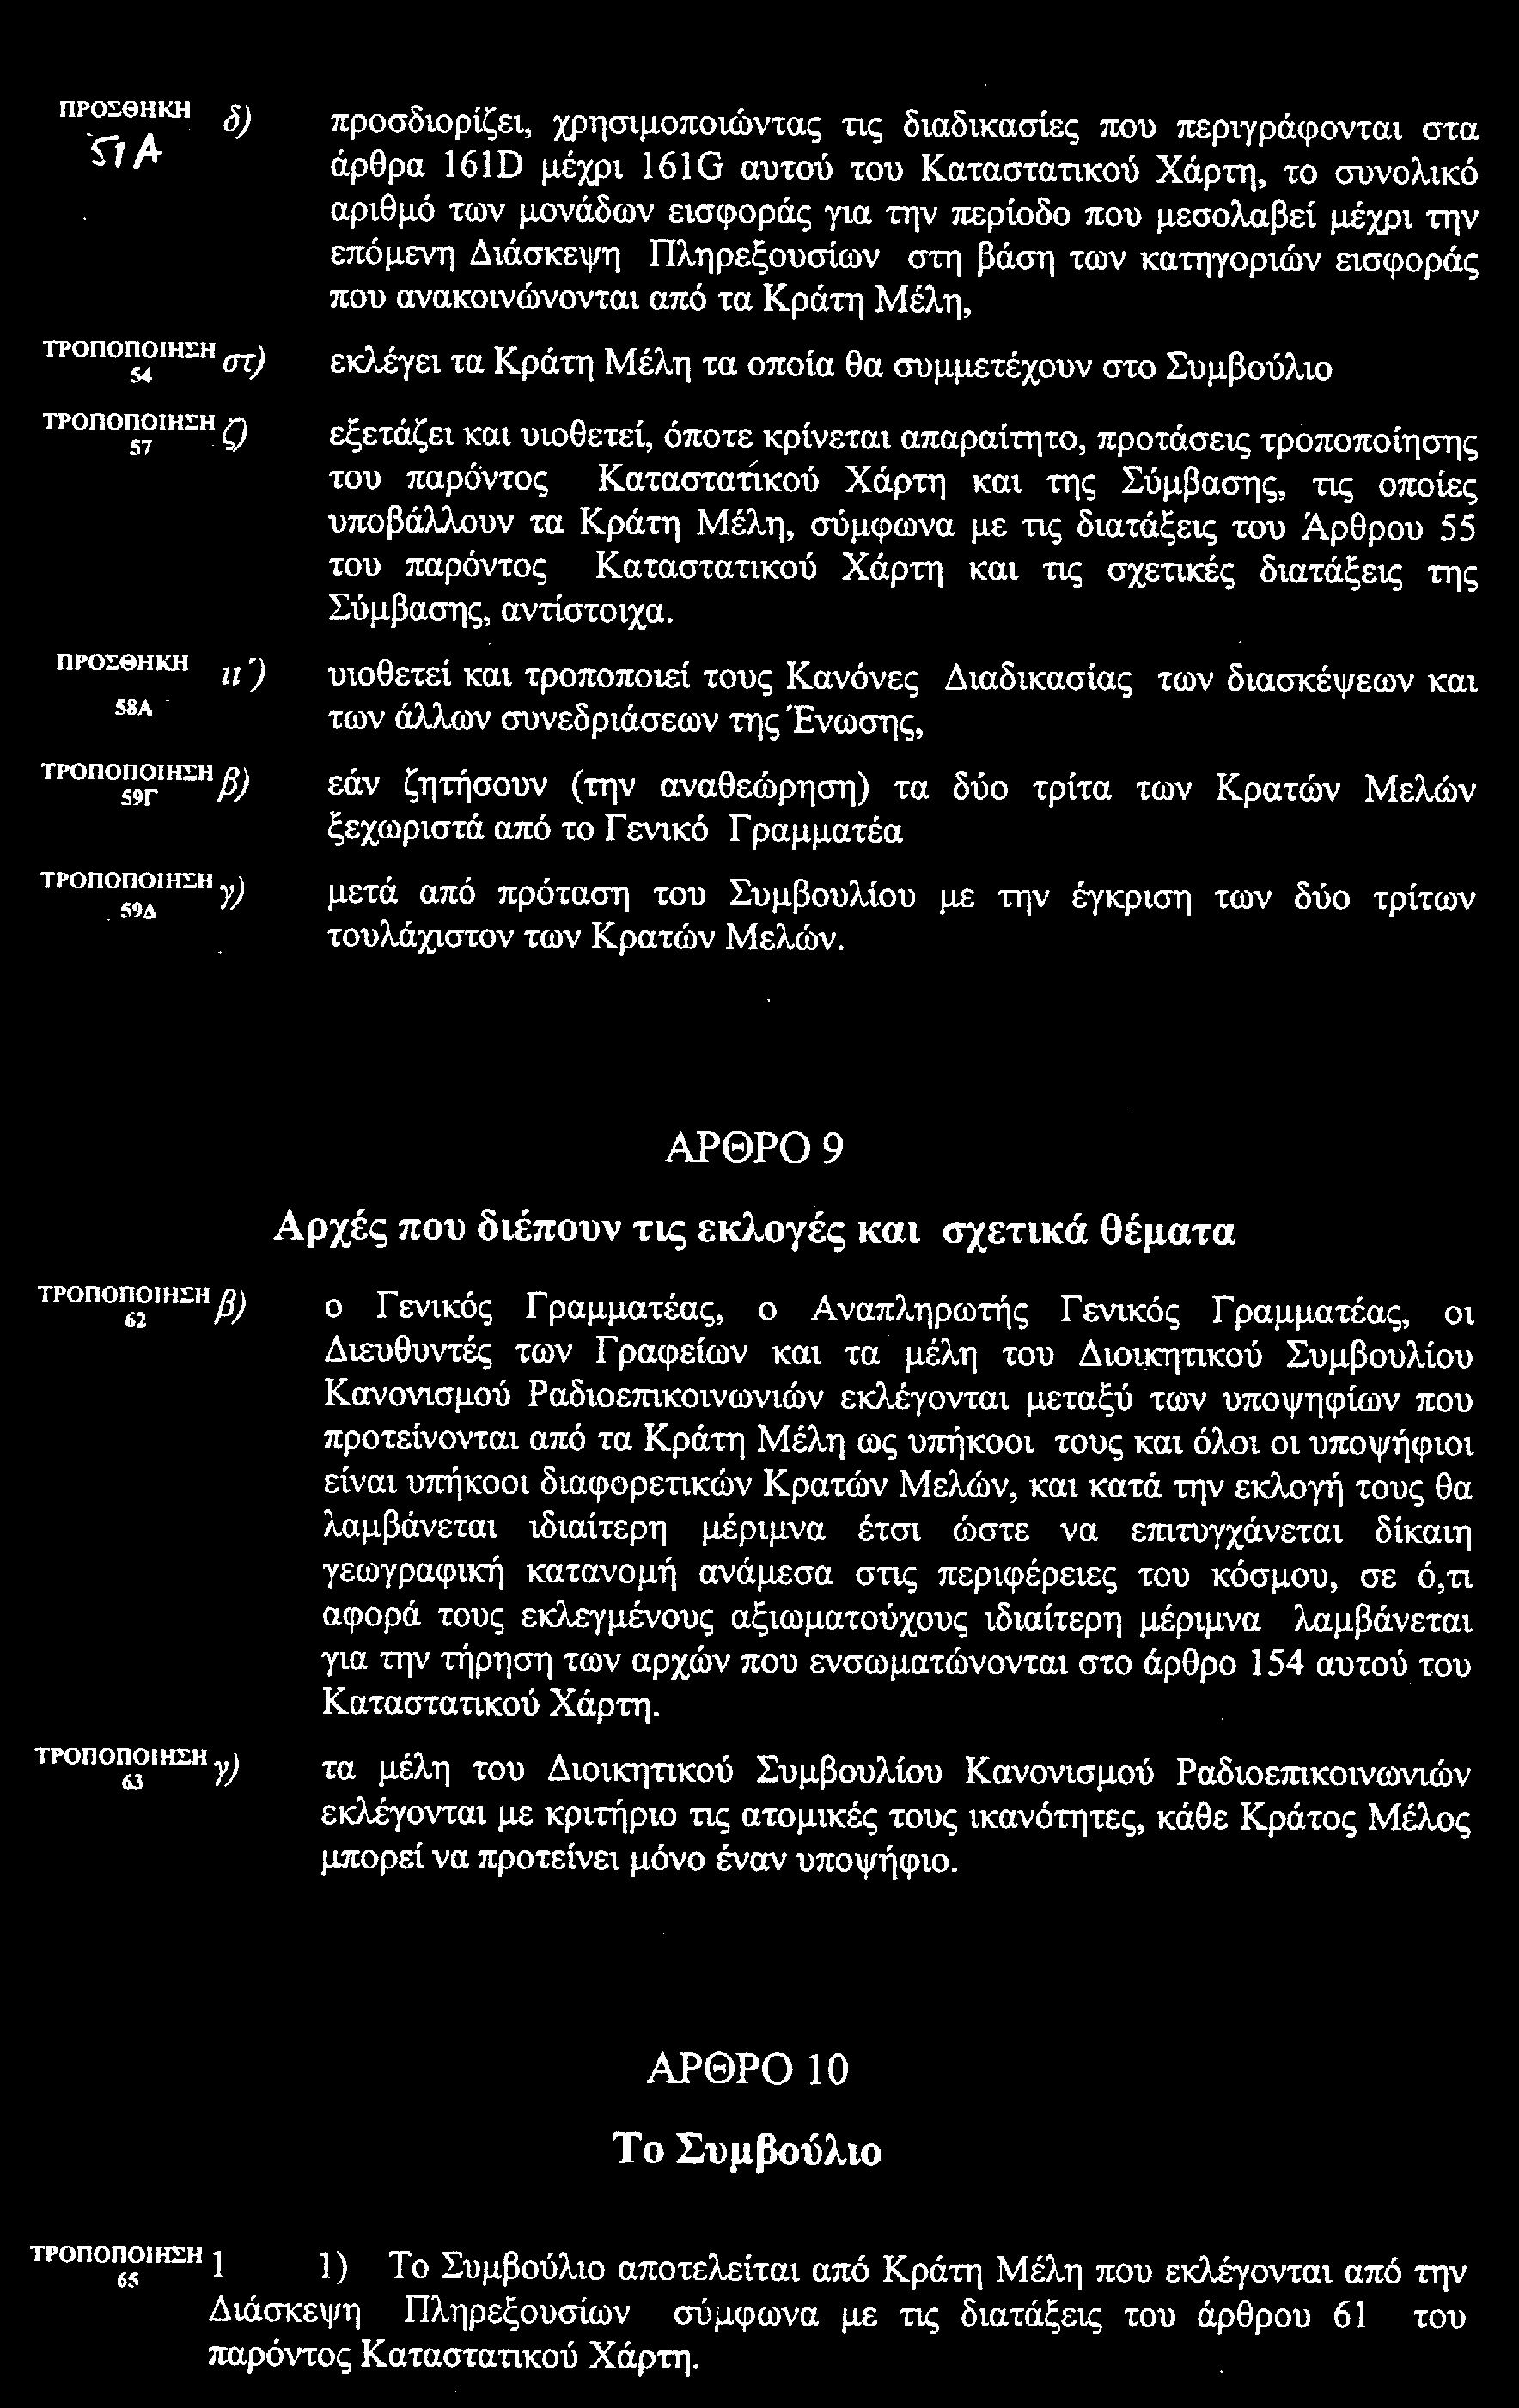 ΠΡΟΣΘΗΚΗ δ) προσδιορίζει, χρησιμοποιώντας τις διαδικασίες που περιγράφονται στα
51Α άρθρα 161D μέχρι 161G αυτού του Καταστατικού Χάρτη, το συνολικό
αριθμό των μονάδων εισφοράς για την περίοδο που μεσολαβεί μέχρι την
επόμενη Διάσκεψη Πληρεξουσίων στη βάση των κατηγοριών εισφοράς
που ανακοινώνονται από τα Κράτη Μέλη,
ΤΡΟΠΟΠΟΙΗΣΗ στ) εκλέγει τα Κράτη Μέλη τα οποία θα συμμετέχουν στο Συμβούλιο
54
ΤΡΟΠΟΠΟΙΗΣΗ ζ) εξετάζει και υιοθετεί, όποτε κρίνεται απαραίτητο, προτάσεις τροποποίησης
57
του παρόντος Καταστατικού Χάρτη και της Σύμβασης, τις οποίες
υποβάλλουν τα Κράτη Μέλη, σύμφωνα με τις διατάξεις του Άρθρου 55
του παρόντος Καταστατικού Χάρτη και τις σχετικές διατάξεις της
Σύμβασης, αντίστοιχα.
ΠΡΟΣΘΗΚΗ ιι΄) υιοθετεί και τροποποιεί τους Κανόνες Διαδικασίας των διασκέψεων και
58Α των άλλων συνεδριάσεων της Ένωσης,
ΤΡΟΠΟΠΟΙΗΣΗ β) εάν ζητήσουν (την αναθεώρηση) τα δύο τρίτα των Κρατών Μελών
59Γ
ξεχωριστά από το Γενικό Γραμματέα
ΤΡΟΠΟΠΟΙΗΣΗ γ) μετά από πρόταση του Συμβουλίου με την έγκριση των δύο τρίτων
59Δ
τουλάχιστον των Κρατών Μελών.
ΑΡΘΡΟ 9
Αρχές που διέπουν τις εκλογές και σχετικά θέματα
ΤΡΟΠΟΠΟΙΗΣΗ β) ο Γενικός Γραμματέας, ο Αναπληρωτής Γενικός Γραμματέας, οι
62
Διευθυντές των Γραφείων και τα μέλη του Διοικητικού Συμβουλίου
Κανονισμού Ραδιοεπικοινωνιών εκλέγονται μεταξύ των υποψηφίων που
προτείνονται από τα Κράτη Μέλη ως υπήκοοι τους και όλοι οι υποψήφιοι
είναι υπήκοοι διαφορετικών Κρατών Μελών, και κατά την εκλογή τους θα
λαμβάνεται ιδιαίτερη μέριμνα έτσι ώστε να επιτυγχάνεται δίκαιη
γεωγραφική κατανομή ανάμεσα στις περιφέρειες του κόσμου, σε ό,τι
αφορά τους εκλεγμένους αξιωματούχους ιδιαίτερη μέριμνα λαμβάνεται
για την τήρηση των αρχών που ενσωματώνονται στο άρθρο 154 αυτού του
Καταστατικού Χάρτη.
ΤΡΟΠΟΠΟΙΗΣΗ γ) τα μέλη του Διοικητικού Συμβουλίου Κανονισμού Ραδιοεπικοινωνιών
63
εκλέγονται με κριτήριο τις ατομικές τους ικανότητες, κάθε Κράτος Μέλος
μπορεί να προτείνει μόνο έναν υποψήφιο.
ΑΡΘΡΟ 10
Το Συμβούλιο
ΤΡΟΠΟΠΟΙΗΣΗ 1 1) Το Συμβούλιο αποτελείται από Κράτη Μέλη που εκλέγονται από την
65
Διάσκεψη Πληρεξουσίων σύμφωνα με τις διατάξεις του άρθρου 61 του
παρόντος Καταστατικού Χάρτη.